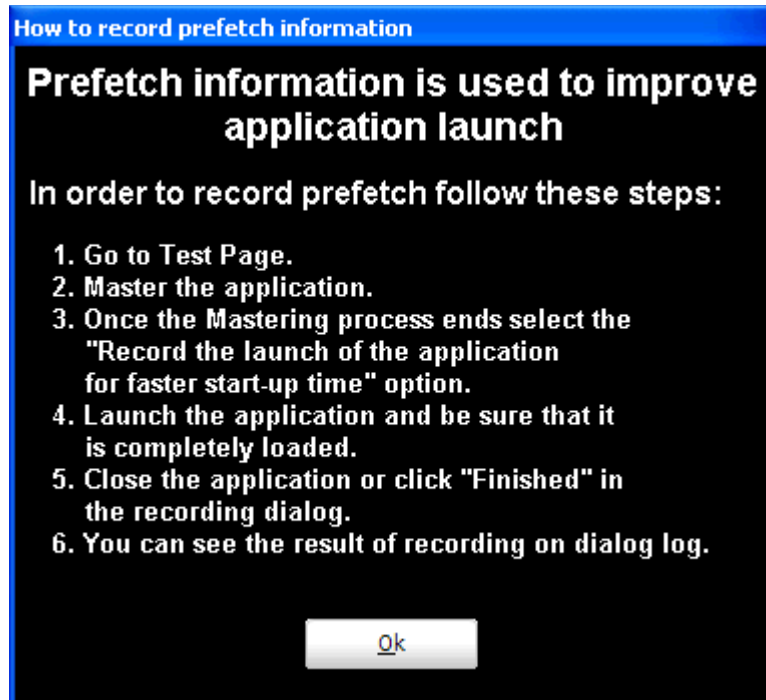 How to record prefetch information
Prefetch information is used to improve
application launch
In order to record prefetch follow these steps:
1. Go to Test Page.
2. Master the application.
3. Once the Mastering process ends select the
"Record the launch of the application
for faster start-up time" option.
4. Launch the application and be sure that it
is completely loaded.
5. Close the application or click "Finished" in
the recording dialog.
6. You can see the result of recording on dialog log.
Ok